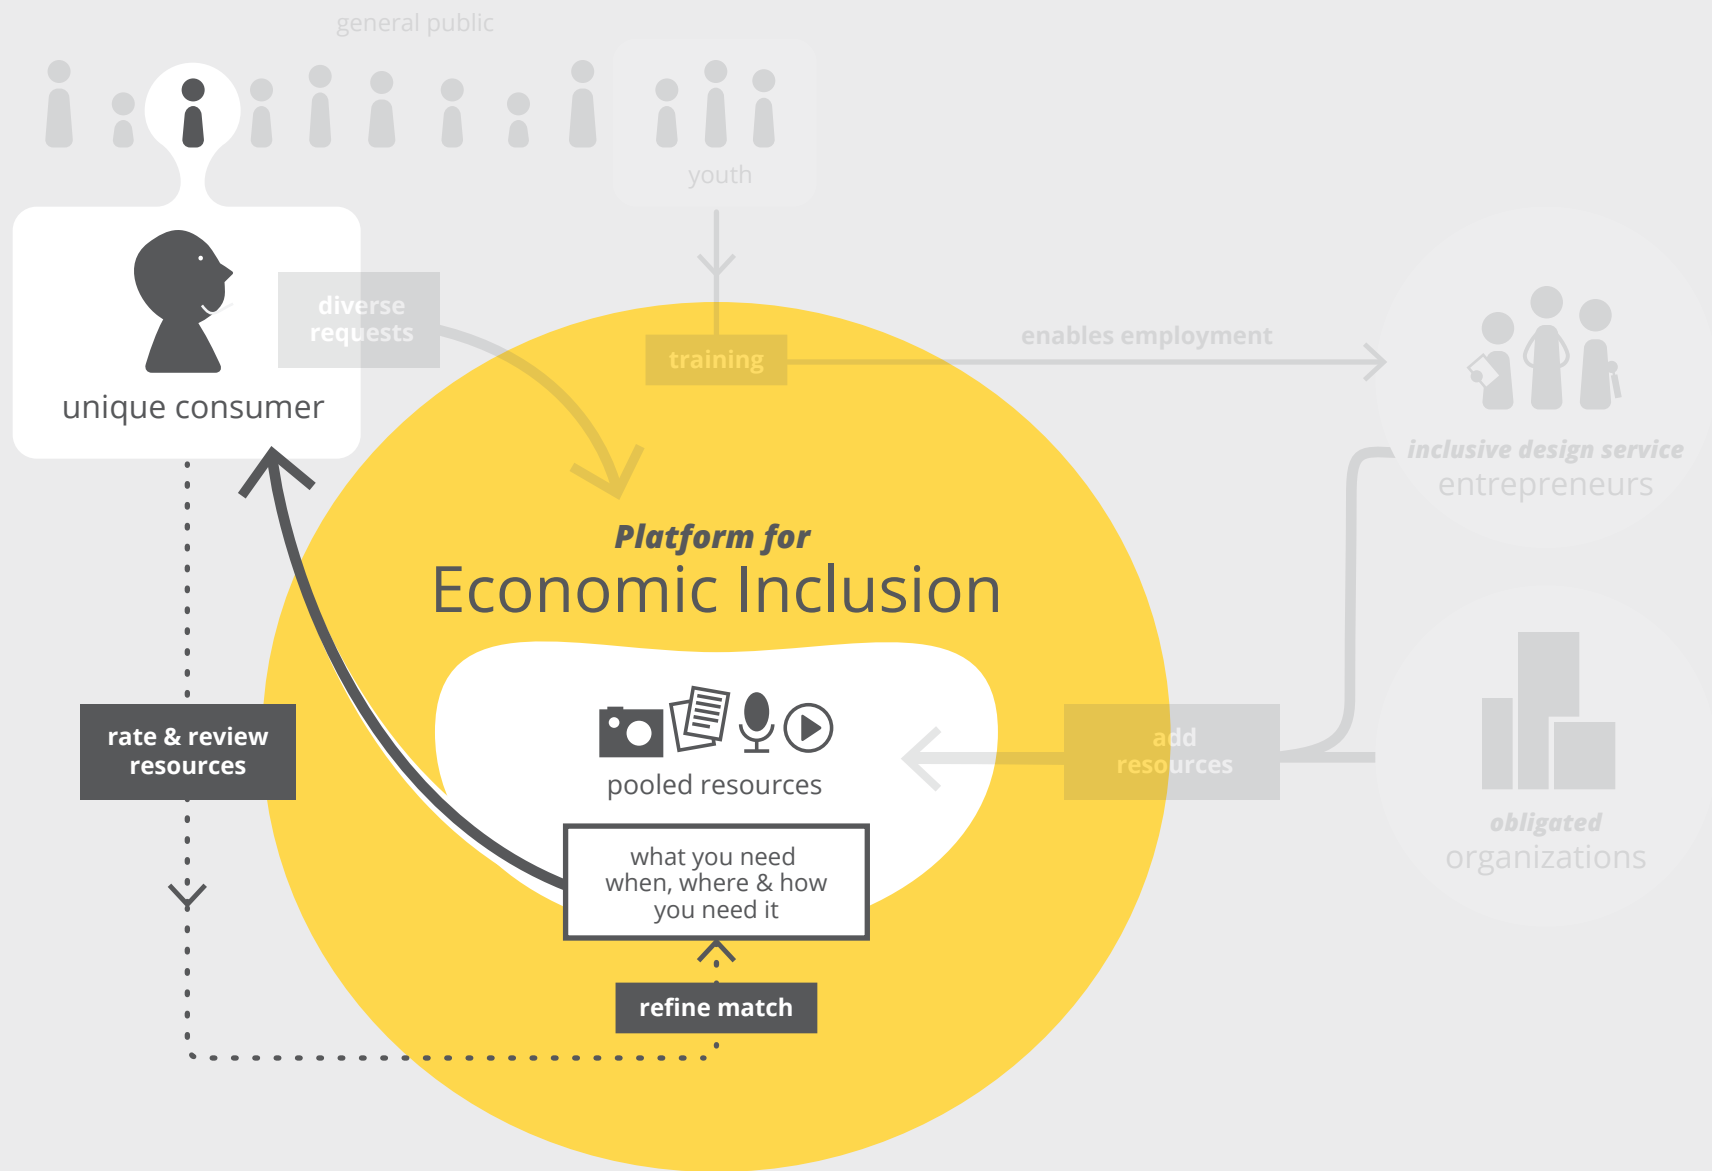 general public
youth
diverse
requests
unique consumer
training
enables employment
inclusive design service
entrepreneurs
Platform for
Economic Inclusion
rate & review
resources
pooled resources
add
resources
what you need
when, where & how
you need it
obligated
organizations
refine match